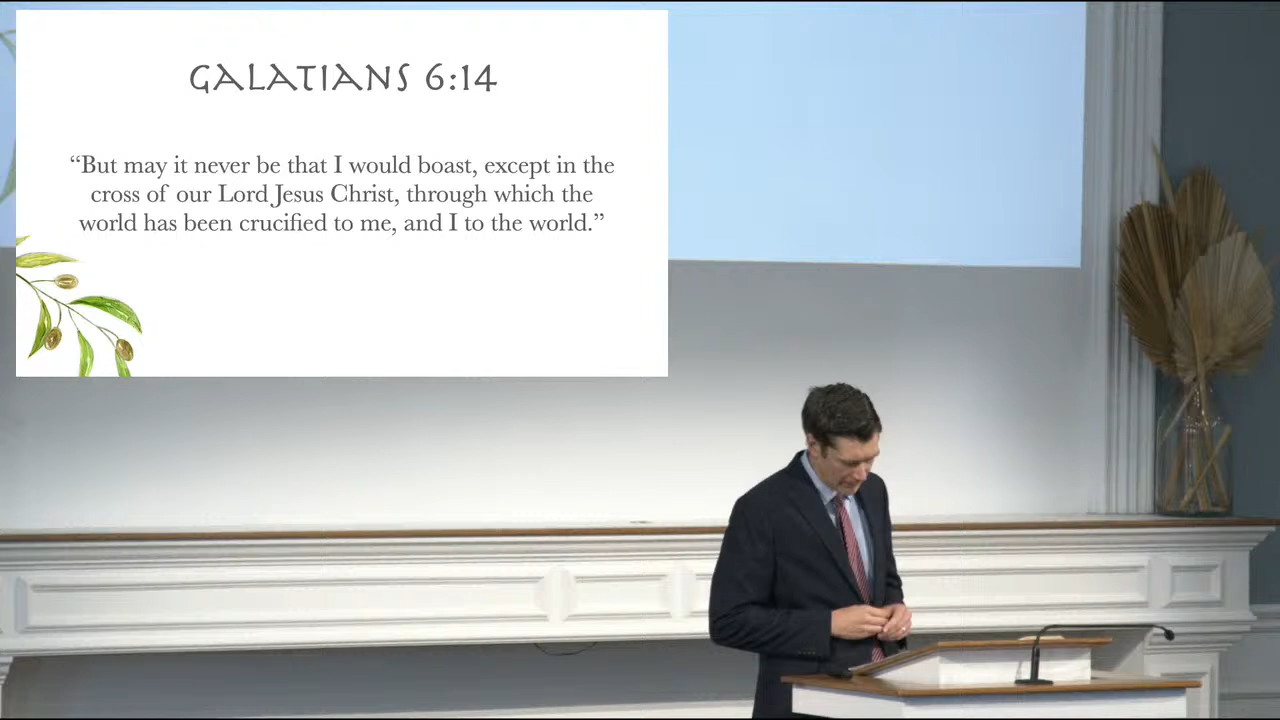 GALATIANS 6:14
“But may it never be that I would boast, except in the
cross of our Lord Jesus Christ, through which the
world has been crucified to me, and I to the world.”